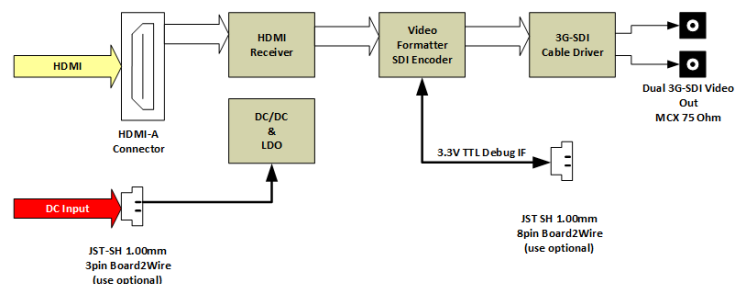 HDMI
HDMI-A
Connector
HDMI
Receiver
Video
Formatter
SDI Encoder
3G-SDI
Cable Driver
Dual 3G-SDI Video
Out
MCX 75 Ohm
DC/DC
&
LDO
3.3V TTL Debug IF
DC Input
JST-SH 1.00mm
3pin Board2Wire
(use optional)
JST SH 1.00mm
8pin Board2Wire
(use optional)